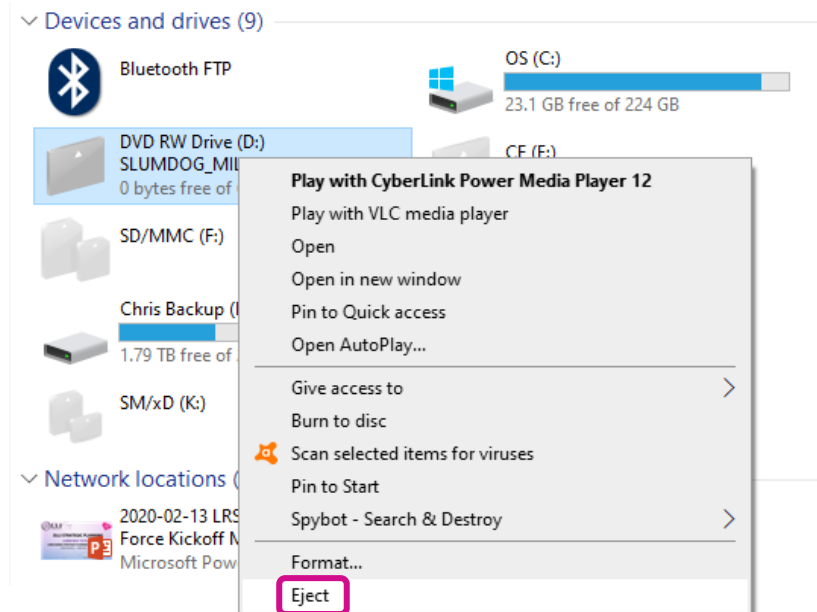 Devices and drives (9)
Bluetooth FTP
OS (C:)
23.1 GB free of 224 GB
DVD RW Drive (D:)
SLUMDOG_MIL
0 bytes free of
CF (E:)
SD/MMC (F:)
Chris Backup (
1.79 TB free of
SM/xD (K:)
Network locations (
2020-02-13 LRS
Force Kickoff
Microsoft Pow
Play with CyberLink Power Media Player 12
Play with VLC media player
Open
Open in new window
Pin to Quick access
Open AutoPlay...
Give access to
Burn to disc
Scan selected items for viruses
Pin to Start
Spybot - Search & Destroy
Format...
Eject